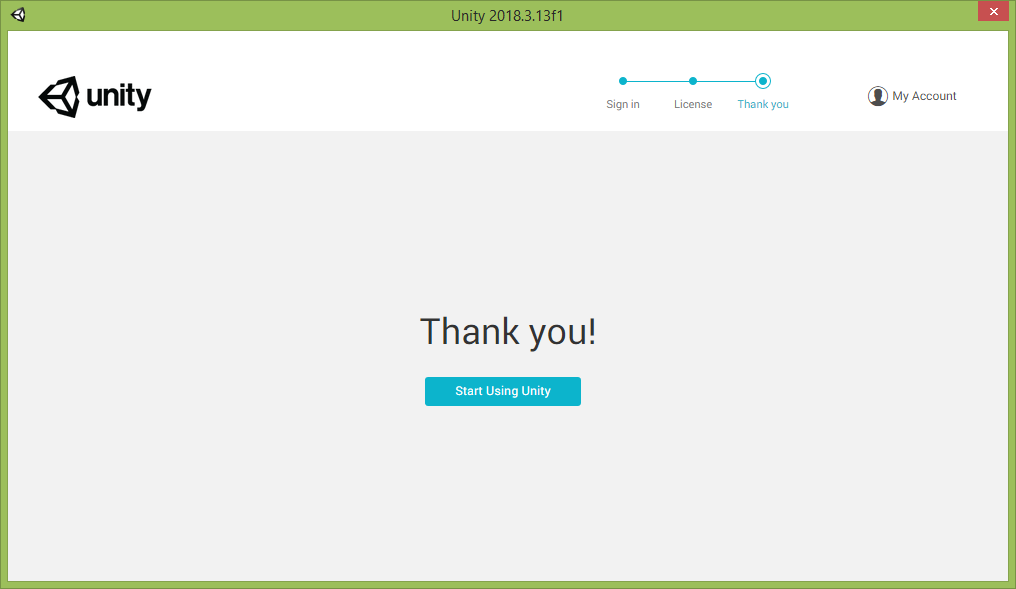 Unity 2018.3.13f1
unity
Sign in
License
Thank you
My Account
Thank you!
Start Using Unity